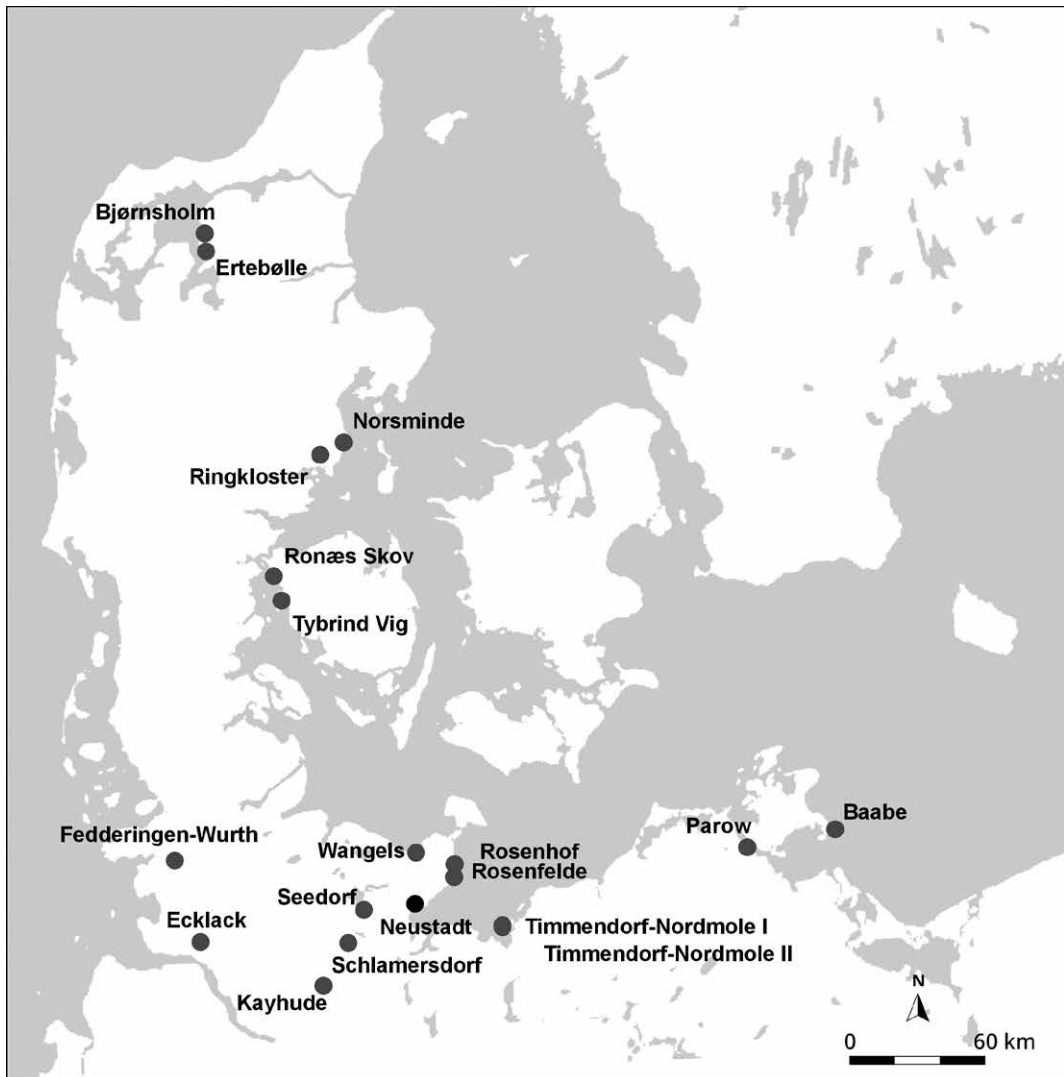 Bjørnsholm
Ertebølle
Norsminde
Ringkloster
Ronæs Skov
Tybrind Vig
Baabe
Fedderingen-Wurth
Parow
Wangels
Rosenhof
Rosenfelde
Seedorf
Neustadt
Timmendorf-Nordmole I
Ecklack
Timmendorf-Nordmole II
Schlamersdorf
Kayhude
N
0 60 km